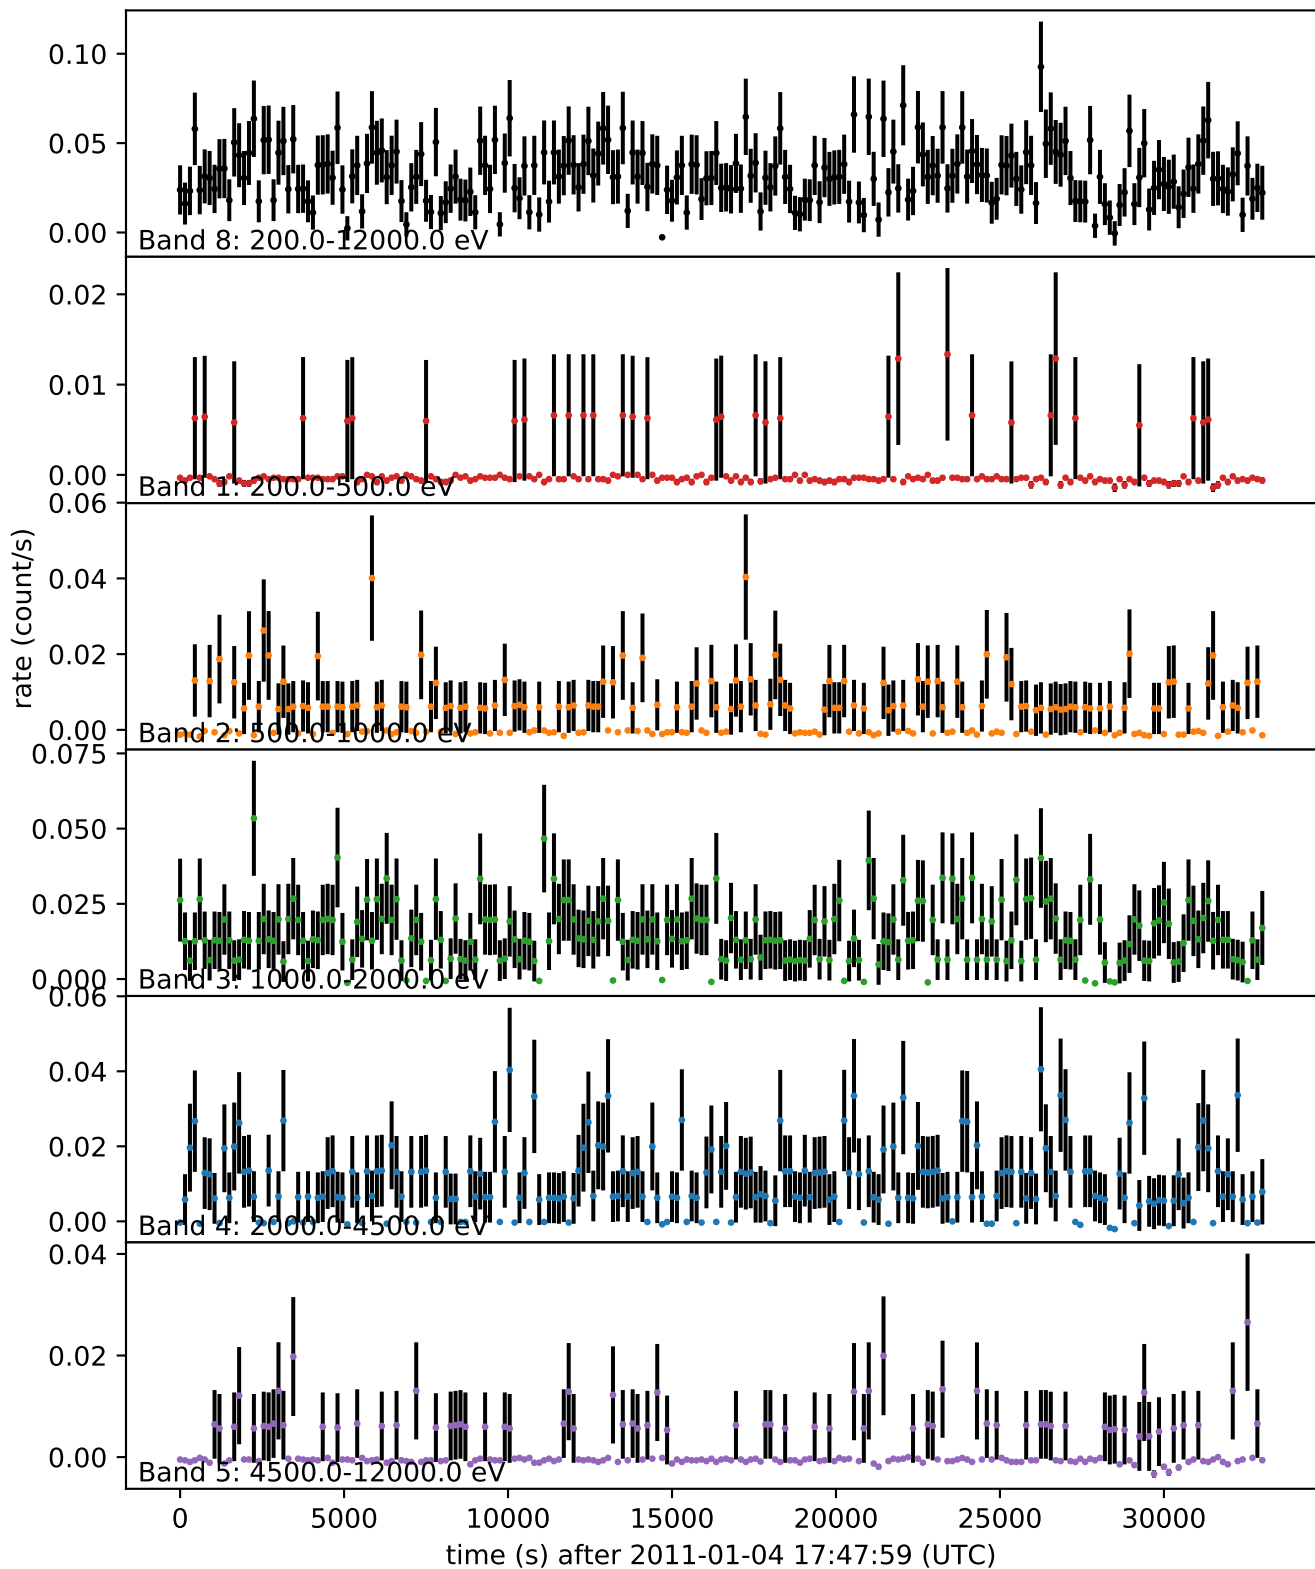 0.10
0.05
0.00
Band 8: 200.0-12000.0 eV
0.02
0.01
0.00
Band 1: 200.0-500.0 eV
0.06
0.04
0.02
0.00
Band 2: 500.0-1000.0 eV
rate (count/s)
0.075
0.050
0.025
0.000
Band 3: 1000.0-2000.0 eV
0.06
0.04
0.02
0.00
Band 4: 2000.0-4500.0 eV
0.04
0.02
0.00
Band 5: 4500.0-12000.0 eV
0 5000 10000 15000 20000 25000 30000
time (s) after 2011-01-04 17:47:59 (UTC)